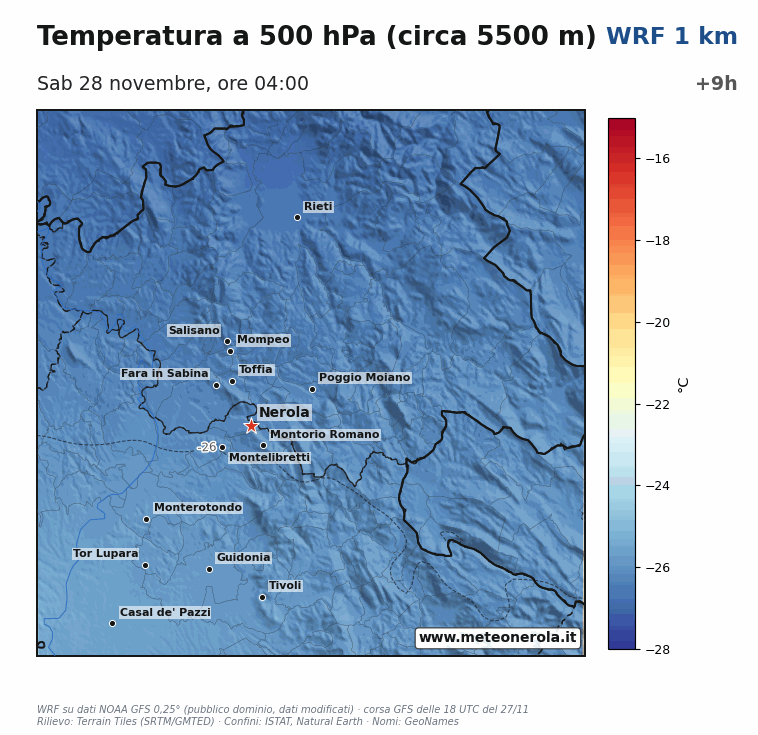 Temperatura a 500 hPa (circa 5500 m) WRF 1 km
Sab 28 novembre, ore 04:00 +9h
Rieti
Salisano
Mompeo
Toffia
Fara in Sabina
Poggio Moiano
Nerola
Montorio Romano
-26
Montelibretti
Monterotondo
Tor Lupara
Guidonia
Tivoli
Casal de' Pazzi
www.meteonerola.it
−16
−18
−20
−22
−24
−26
−28
°C
WRF su dati NOAA GFS 0,25° (pubblico dominio, dati modificati) · corsa GFS delle 18 UTC del 27/11
Rilievo: Terrain Tiles (SRTM/GMTED) · Confini: ISTAT, Natural Earth · Nomi: GeoNames